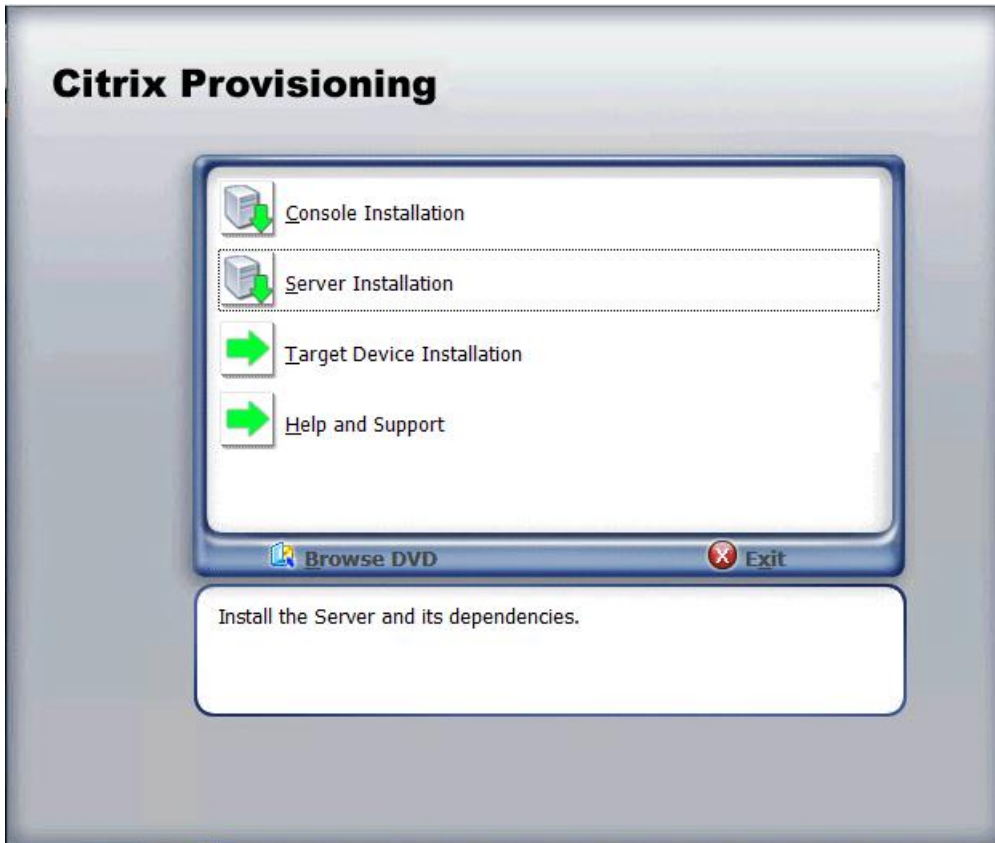 Citrix Provisioning
Console Installation
Server Installation
Target Device Installation
Help and Support
Browse DVD
Exit
Install the Server and its dependencies.